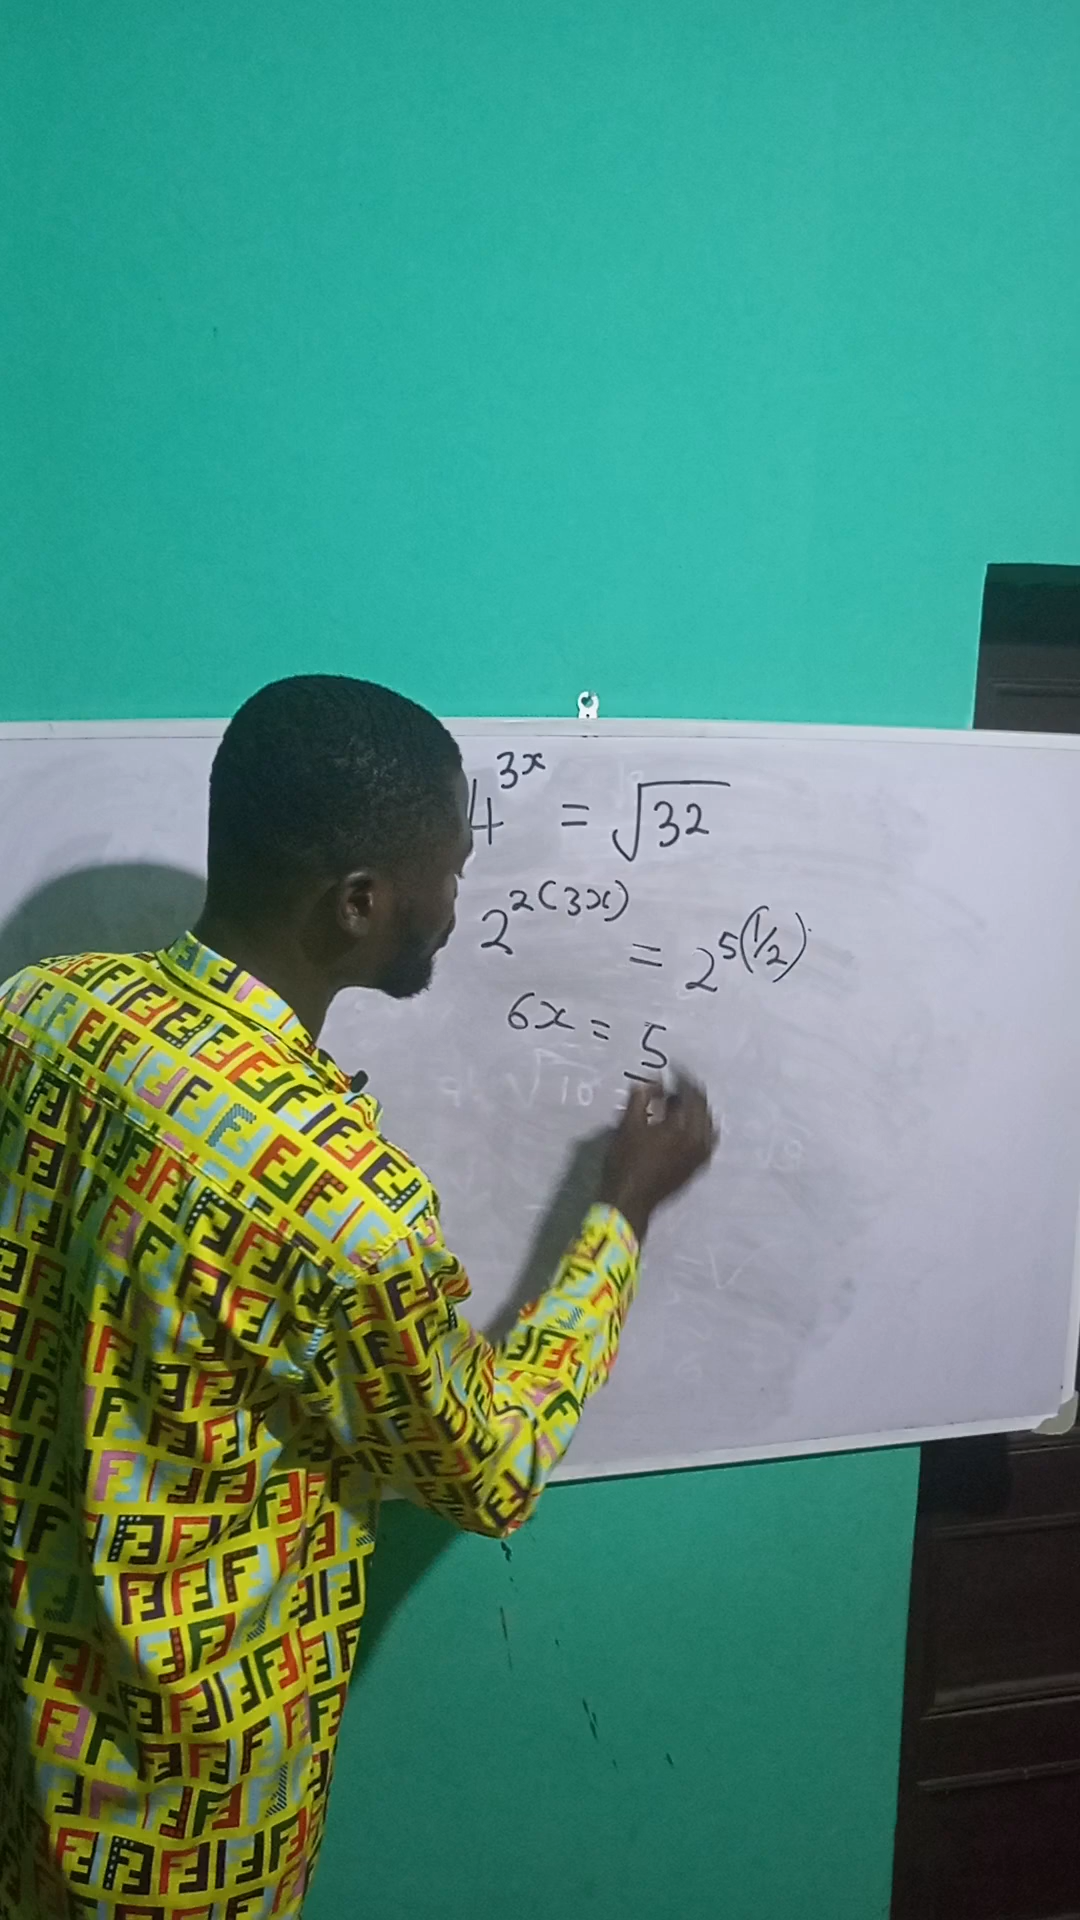 4^{3x} = √32
2^{2(3x)} = 2^{5(1/2)}
6x = 5